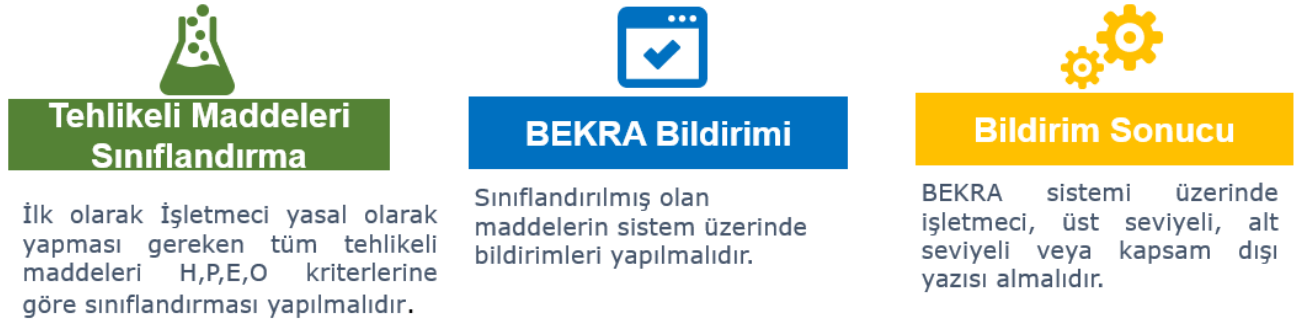 Tehlikeli Maddeleri
Sınıflandırma
İlk olarak İşletmeci yasal olarak
yapması gereken tüm tehlikeli
maddeleri H,P,E,O kriterlerine
göre sınıflandırması yapılmalıdır.
BEKRA Bildirimi
Sınıflandırılmış olan
maddelerin sistem üzerinde
bildirimleri yapılmalıdır.
Bildirim Sonucu
BEKRA sistemi üzerinde
işletmeci, üst seviyeli, alt
seviyeli veya kapsam dışı
yazısı almalıdır.